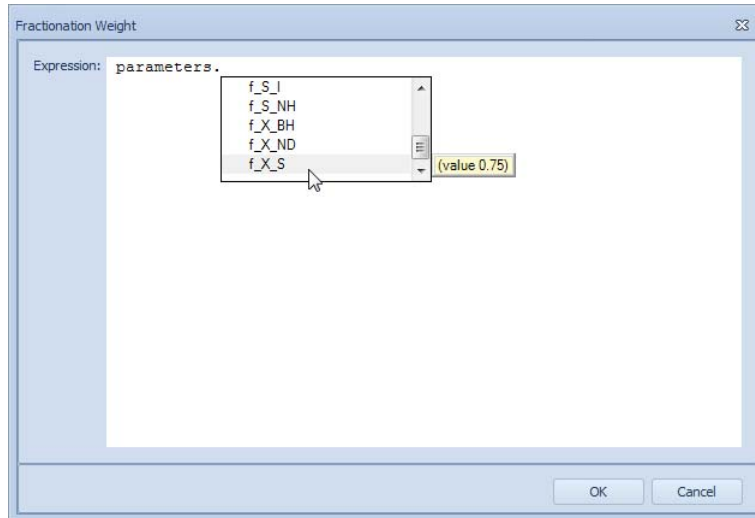 Fractionation Weight
Expression: parameters.
f_S_I
f_S_NH
f_X_BH
f_X_ND
f_X_S (value 0.75)
OK Cancel